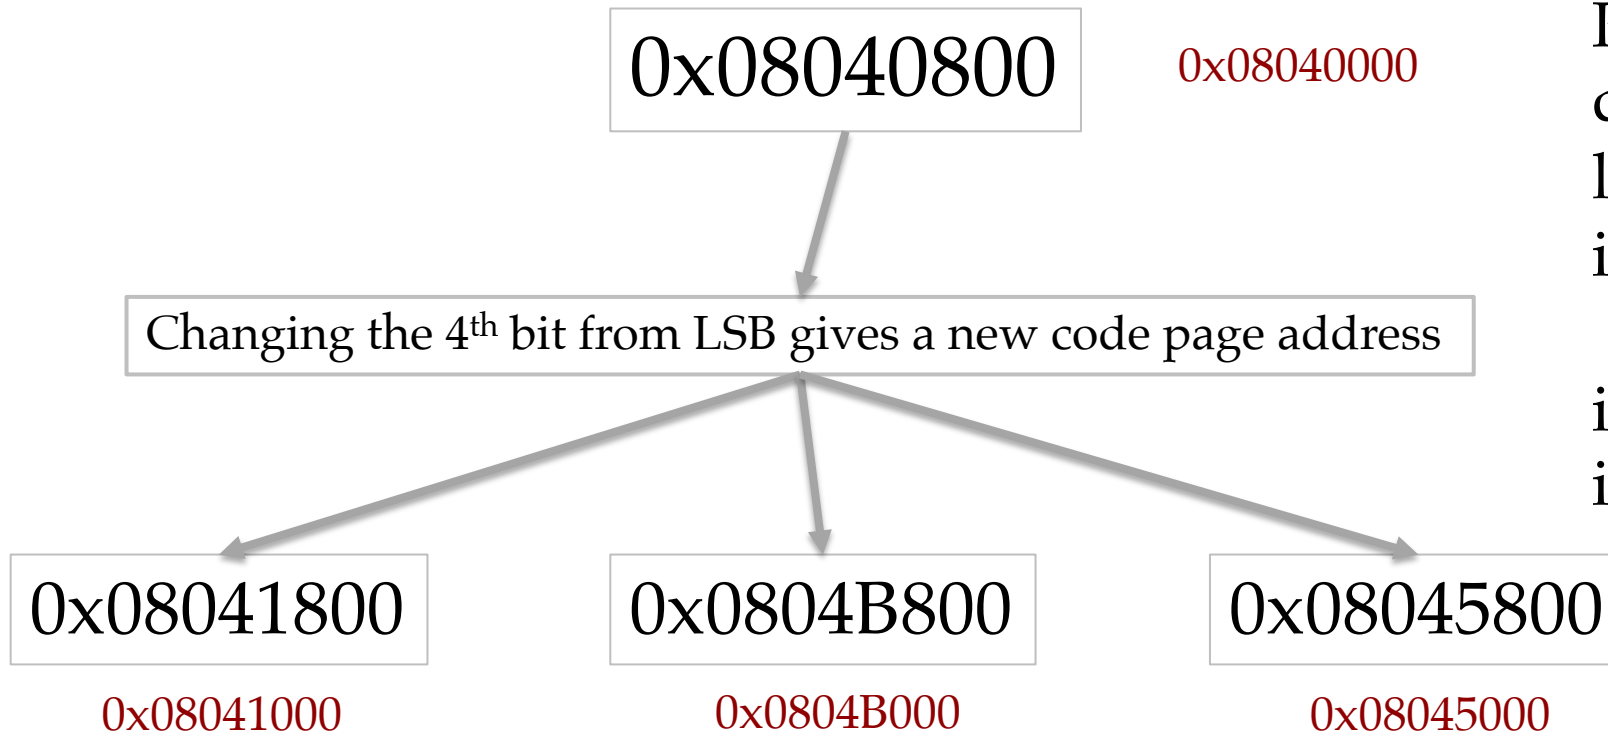 0x08040800
0x08040000
Changing the 4th bit from LSB gives a new code page address
0x08041800
0x0804B800
0x08045800
0x08041000
0x0804B000
0x08045000